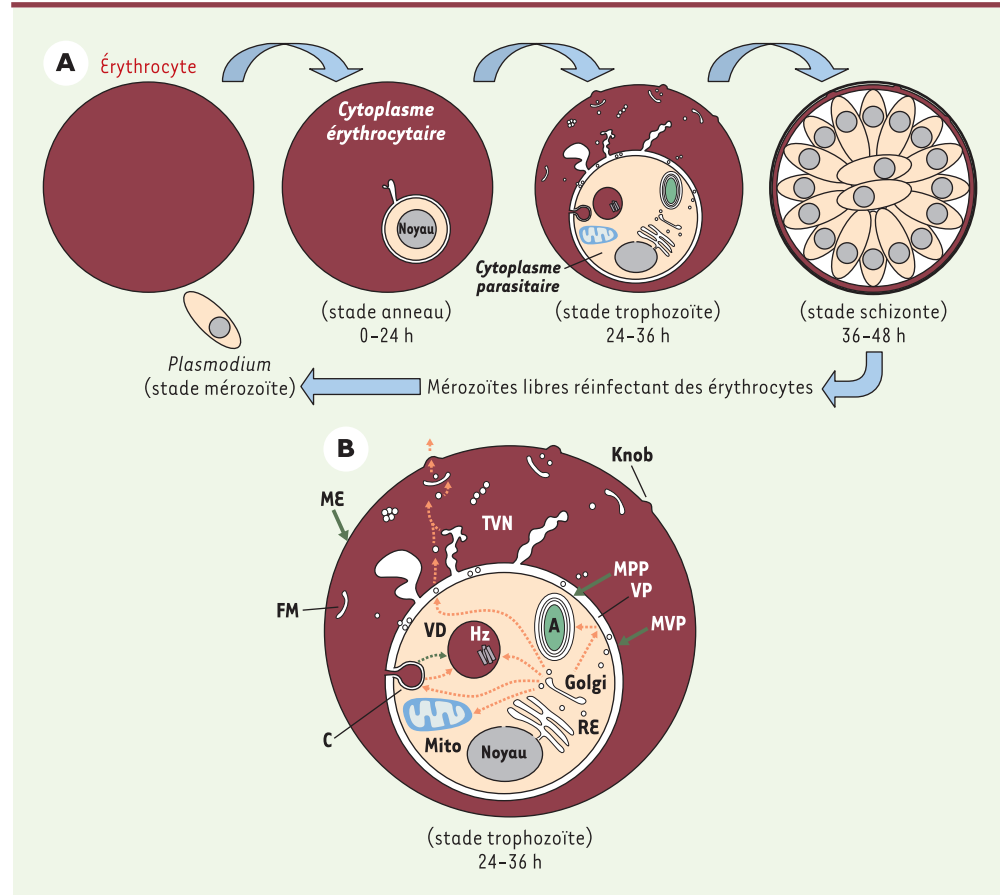 A
Érythrocyte
Cytoplasme
érythrocytaire
Noyau
Cytoplasme
parasitaire
(stade anneau)
0-24 h
(stade trophozoïte)
24-36 h
(stade schizonte)
36-48 h
Plasmodium
(stade mérozoïte)
Mérozoïtes libres réinfectant des érythrocytes
B
Knob
ME
TVN
MPP
VP
FM
MVP
VD
Hz
A
Golgi
C
RE
Mito
Noyau
(stade trophozoïte)
24-36 h